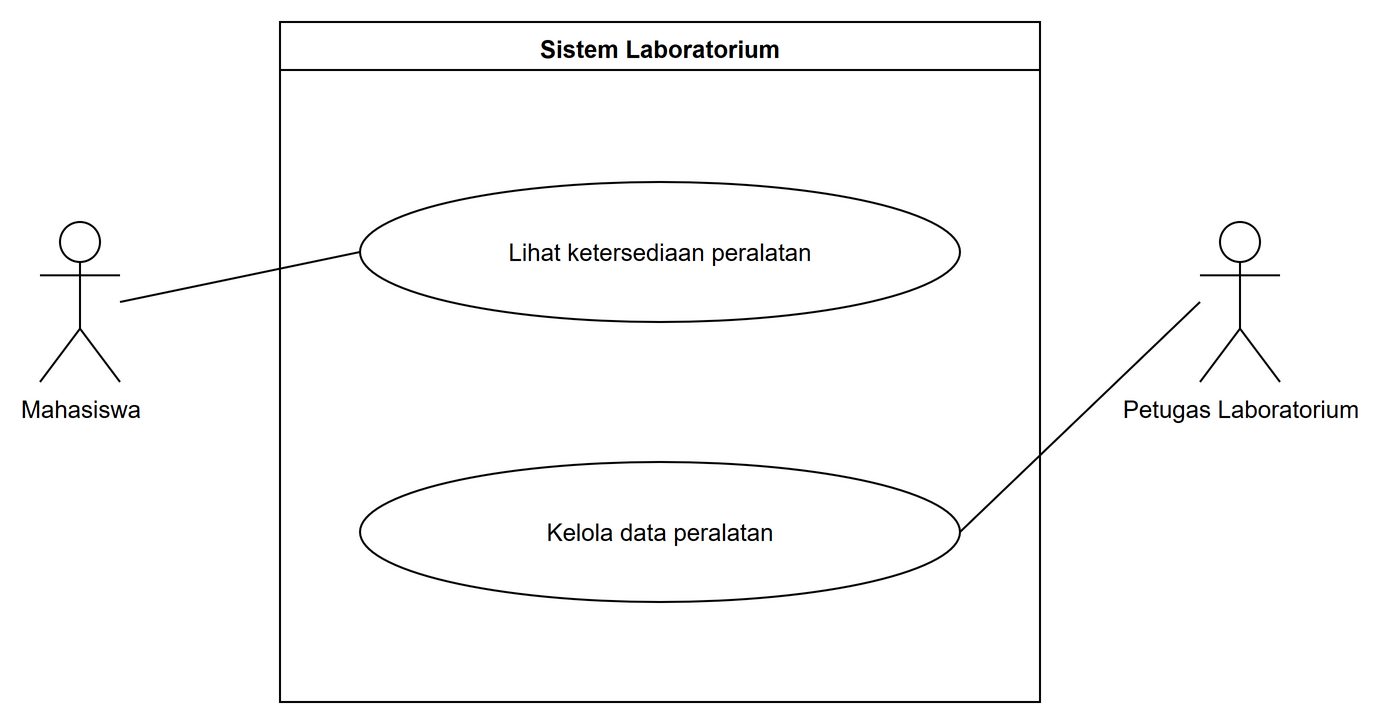 Sistem Laboratorium
Lihat ketersediaan peralatan
Mahasiswa
Petugas Laboratorium
Kelola data peralatan